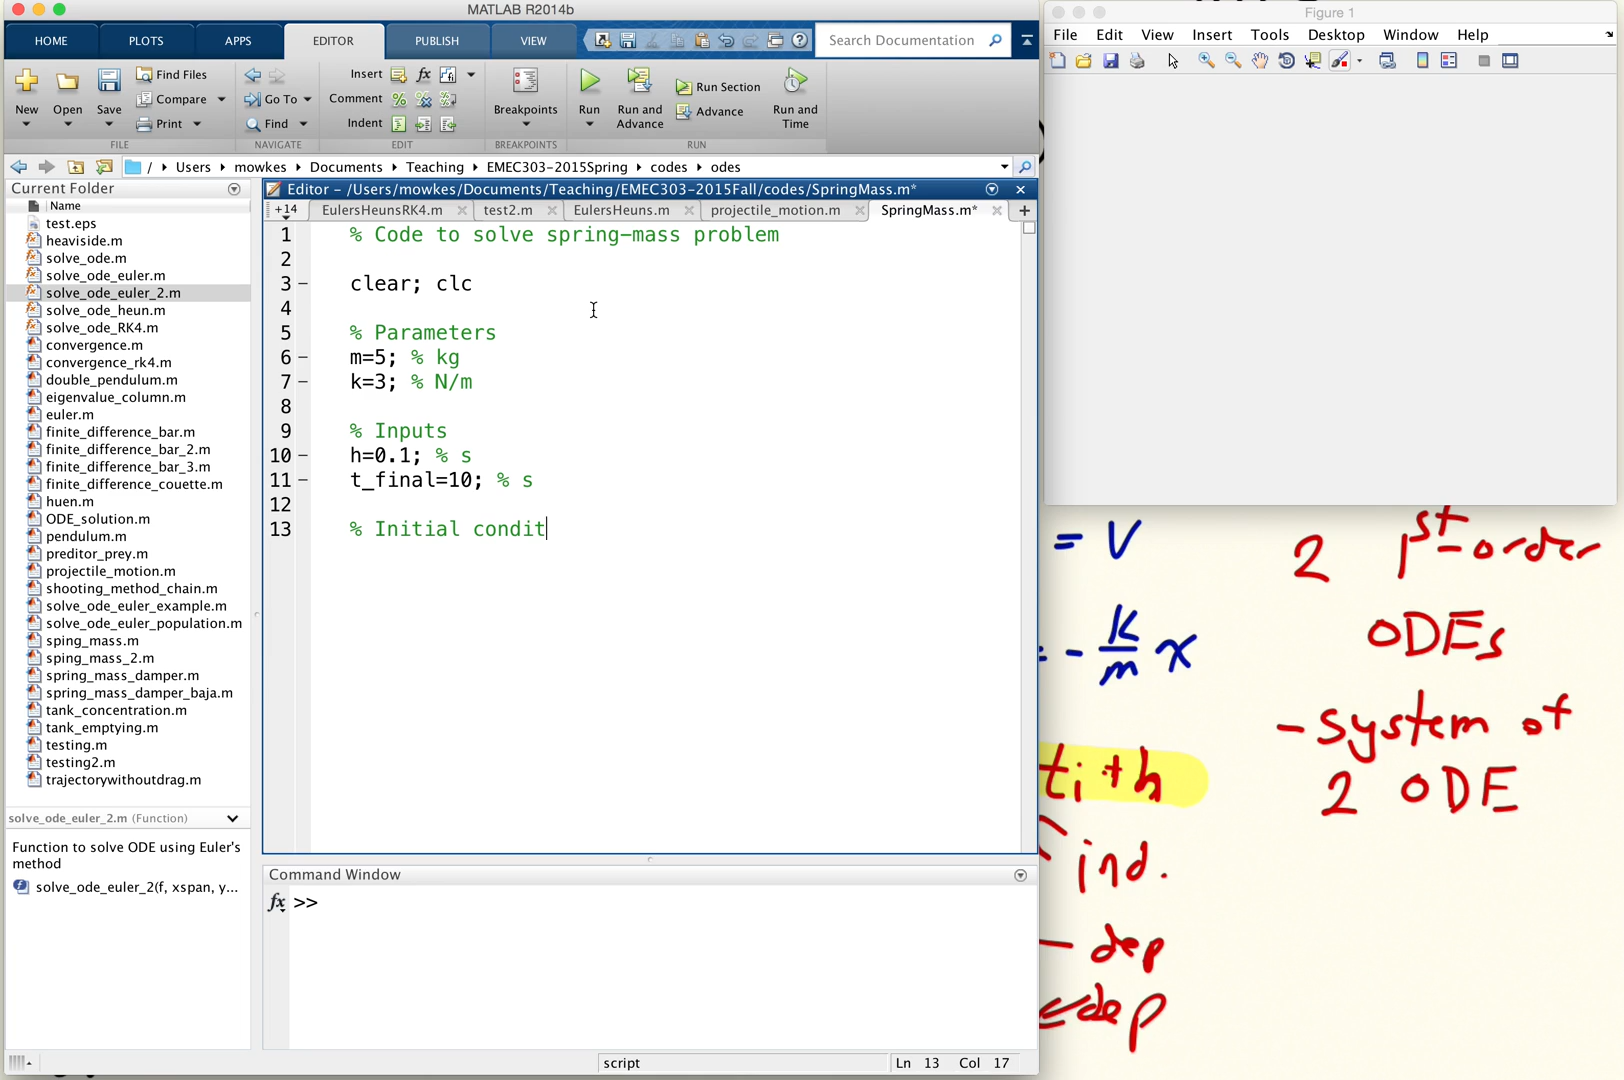 MATLAB R2014b
HOME PLOTS APPS EDITOR PUBLISH VIEW Search Documentation
New Open Save Find Files Compare Print
Go To Find
Insert Comment Indent
Breakpoints Run Run and Advance Run Section Advance Run and Time
FILE NAVIGATE EDIT BREAKPOINTS RUN
/ Users mowkes Documents Teaching EMEC303-2015Spring codes odes
Current Folder
Name
test.eps
heaviside.m
solve_ode.m
solve_ode_euler.m
solve_ode_euler_2.m
solve_ode_heun.m
solve_ode_RK4.m
convergence.m
convergence_rk4.m
double_pendulum.m
eigenvalue_column.m
euler.m
finite_difference_bar.m
finite_difference_bar_2.m
finite_difference_bar_3.m
finite_difference_couette.m
huen.m
ODE_solution.m
pendulum.m
preditor_prey.m
projectile_motion.m
shooting_method_chain.m
solve_ode_euler_example.m
solve_ode_euler_population.m
sping_mass.m
sping_mass_2.m
spring_mass_damper.m
spring_mass_damper_baja.m
tank_concentration.m
tank_emptying.m
testing.m
testing2.m
trajectorywithoutdrag.m
solve_ode_euler_2.m (Function)
Function to solve ODE using Euler's
method
solve_ode_euler_2(f, xspan, y...
Editor - /Users/mowkes/Documents/Teaching/EMEC303-2015Fall/codes/SpringMass.m*
+14 EulersHeunsRK4.m test2.m EulersHeuns.m projectile_motion.m SpringMass.m* +
1 % Code to solve spring-mass problem
2
3 clear; clc
4
5 % Parameters
6 m=5; % kg
7 k=3; % N/m
8
9 % Inputs
10 h=0.1; % s
11 t_final=10; % s
12
13 % Initial condit
Command Window
fx >>
script Ln 13 Col 17
Figure 1
File Edit View Insert Tools Desktop Window Help
= V
- k/m x
ti+h
ind.
dep
dep
2 1st-order
ODEs
- system of
2 ODE